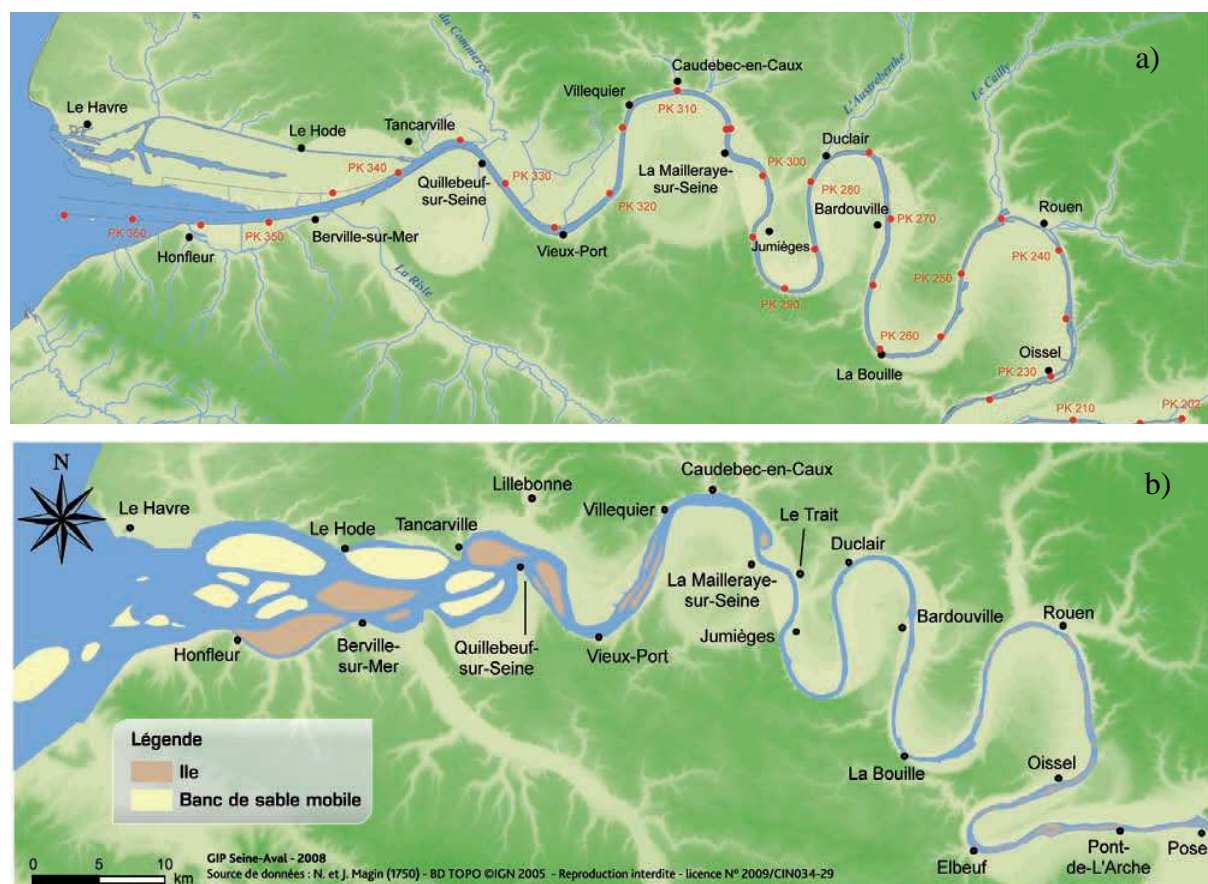 a)
du Commerce
L'Austreberthe
Le Cailly
Caudebec-en-Caux
PK 310
Villequier
Le Havre
Le Hode
Tancarville
Duclair
La Mailleraye-
sur-Seine
PK 300
PK 340
PK 330
Quillebeuf-
sur-Seine
PK 280
Bardouville
PK 270
Rouen
PK 320
PK 360
PK 350
Berville-sur-Mer
Honfleur
Vieux-Port
Jumièges
PK 250
PK 240
La Risle
PK 290
PK 260
La Bouille
Oissel
PK 230
PK 210
PK 202
b)
N
Caudebec-en-Caux
Lillebonne
Villequier
Le Havre
Le Hode
Tancarville
Le Trait
Duclair
La Mailleraye-
sur-Seine
Bardouville
Rouen
Jumièges
Honfleur
Berville-
sur-Mer
Quillebeuf-
sur-Seine
Vieux-Port
Légende
Ile
Banc de sable mobile
La Bouille
Oissel
Elbeuf
Pont-
de-L'Arche
Pose
0 5 10
km
GIP Seine-Aval - 2008
Source de données : N. et J. Magin (1750) - BD TOPO ©IGN 2005 - Reproduction interdite - licence N° 2009/CIN034-29